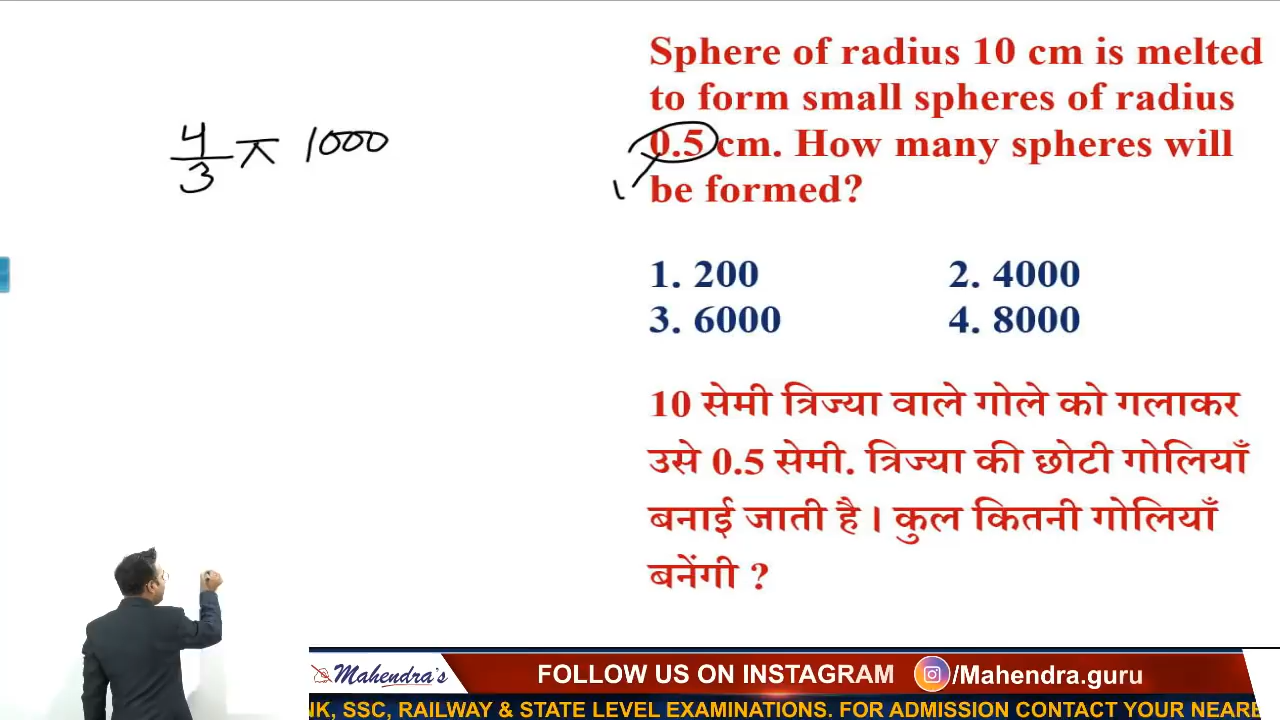 Sphere of radius 10 cm is melted
to form small spheres of radius
0.5 cm. How many spheres will
be formed?
4/3 π 1000
1
1. 200 2. 4000
3. 6000 4. 8000
10 सेमी त्रिज्या वाले गोले को गलाकर
उसे 0.5 सेमी. त्रिज्या की छोटी गोलियाँ
बनाई जाती है। कुल कितनी गोलियाँ
बनेंगी ?
Mahendra's
FOLLOW US ON INSTAGRAM /Mahendra.guru
NK, SSC, RAILWAY & STATE LEVEL EXAMINATIONS. FOR ADMISSION CONTACT YOUR NEARE